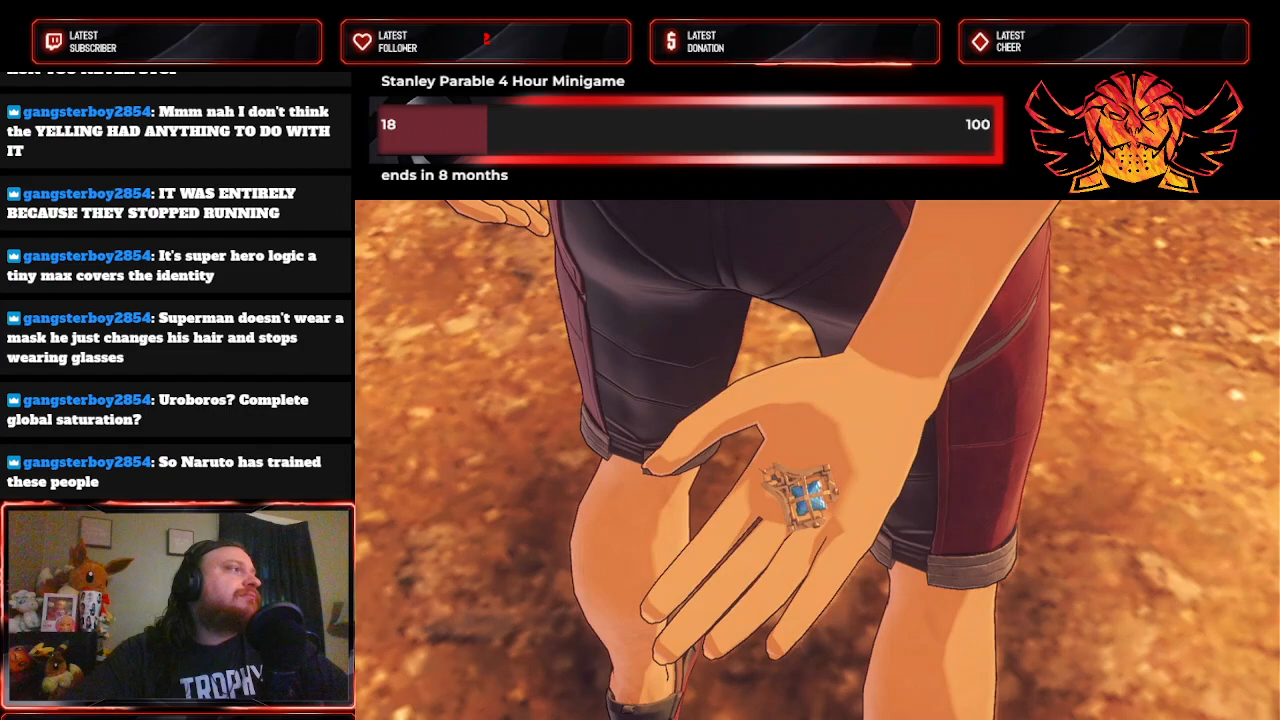 LATEST
SUBSCRIBER
LATEST
FOLLOWER
LATEST
DONATION
LATEST
CHEER
Stanley Parable 4 Hour Minigame
18
100
ends in 8 months
gangsterboy2854: Mmm nah I don't think
the YELLING HAD ANYTHING TO DO WITH
IT
gangsterboy2854: IT WAS ENTIRELY
BECAUSE THEY STOPPED RUNNING
gangsterboy2854: It's super hero logic a
tiny max covers the identity
gangsterboy2854: Superman doesn't wear a
mask he just changes his hair and stops
wearing glasses
gangsterboy2854: Uroboros? Complete
global saturation?
gangsterboy2854: So Naruto has trained
these people
TROPHY